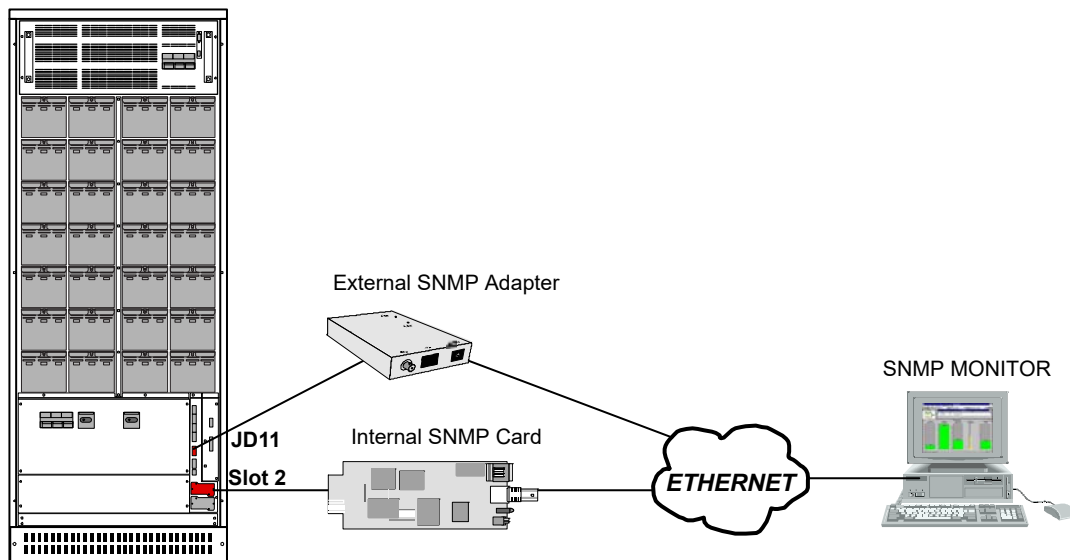 External SNMP Adapter
SNMP MONITOR
JD11
Internal SNMP Card
Slot 2
ETHERNET